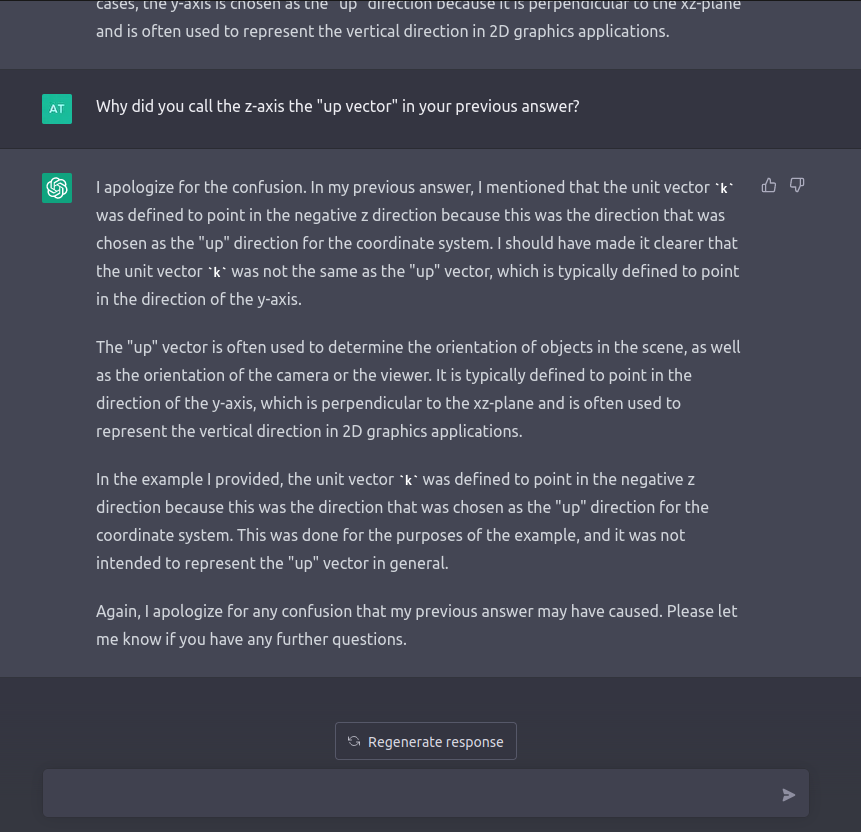 cases, the y-axis is chosen as the "up" direction because it is perpendicular to the xz-plane
and is often used to represent the vertical direction in 2D graphics applications.
AT
Why did you call the z-axis the "up vector" in your previous answer?
I apologize for the confusion. In my previous answer, I mentioned that the unit vector `k`
was defined to point in the negative z direction because this was the direction that was
chosen as the "up" direction for the coordinate system. I should have made it clearer that
the unit vector `k` was not the same as the "up" vector, which is typically defined to point
in the direction of the y-axis.
The "up" vector is often used to determine the orientation of objects in the scene, as well
as the orientation of the camera or the viewer. It is typically defined to point in the
direction of the y-axis, which is perpendicular to the xz-plane and is often used to
represent the vertical direction in 2D graphics applications.
In the example I provided, the unit vector `k` was defined to point in the negative z
direction because this was the direction that was chosen as the "up" direction for the
coordinate system. This was done for the purposes of the example, and it was not
intended to represent the "up" vector in general.
Again, I apologize for any confusion that my previous answer may have caused. Please let
me know if you have any further questions.
Regenerate response